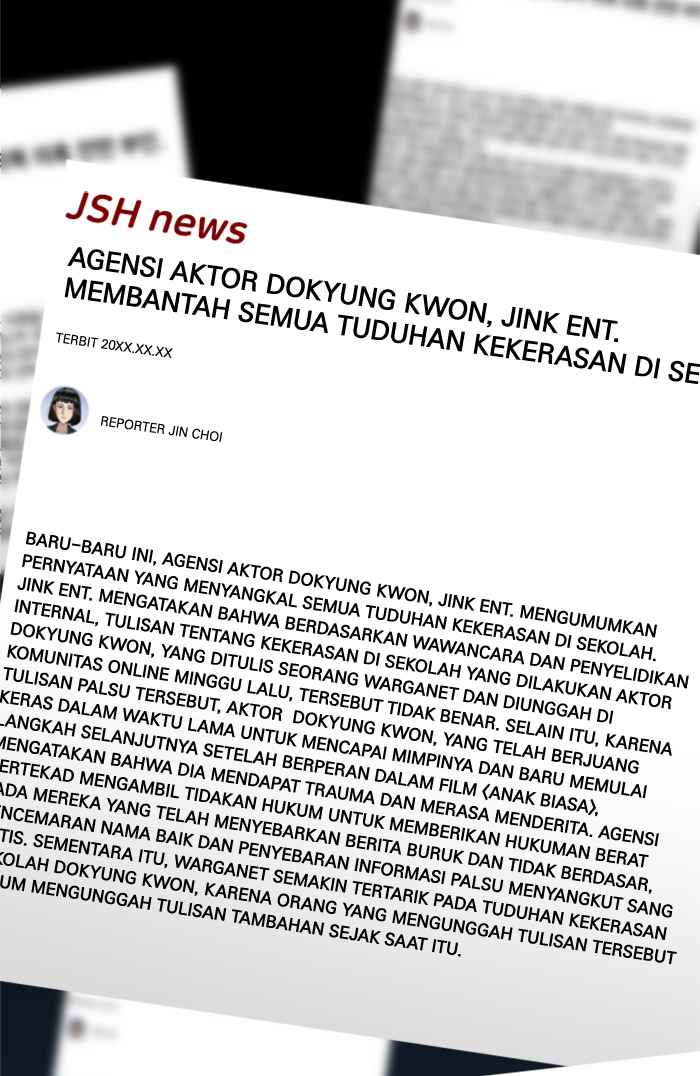 JSH news
AGENSI AKTOR DOKYUNG KWON, JINK ENT.
MEMBANTAH SEMUA TUDUHAN KEKERASAN DI SE
TERBIT 20XX.XX.XX
REPORTER JIN CHOI
BARU-BARU INI, AGENSI AKTOR DOKYUNG KWON, JINK ENT. MENGUMUMKAN
PERNYATAAN YANG MENYANGKAL SEMUA TUDUHAN KEKERASAN DI SEKOLAH.
JINK ENT. MENGATAKAN BAHWA BERDASARKAN WAWANCARA DAN PENYELIDIKAN
INTERNAL, TULISAN TENTANG KEKERASAN DI SEKOLAH YANG DILAKUKAN AKTOR
DOKYUNG KWON, YANG DITULIS SEORANG WARGANET DAN DIUNGGAH DI
KOMUNITAS ONLINE MINGGU LALU, TERSEBUT TIDAK BENAR. SELAIN ITU, KARENA
TULISAN PALSU TERSEBUT, AKTOR DOKYUNG KWON, YANG TELAH BERJUANG
KERAS DALAM WAKTU LAMA UNTUK MENCAPAI MIMPINYA DAN BARU MEMULAI
LANGKAH SELANJUTNYA SETELAH BERPERAN DALAM FILM 〈ANAK BIASA〉,
MENGATAKAN BAHWA DIA MENDAPAT TRAUMA DAN MERASA MENDERITA. AGENSI
ERTEKAD MENGAMBIL TIDAKAN HUKUM UNTUK MEMBERIKAN HUKUMAN BERAT
ADA MEREKA YANG TELAH MENYEBARKAN BERITA BURUK DAN TIDAK BERDASAR,
NCEMARAN NAMA BAIK DAN PENYEBARAN INFORMASI PALSU MENYANGKUT SANG
TIS. SEMENTARA ITU, WARGANET SEMAKIN TERTARIK PADA TUDUHAN KEKERASAN
KOLAH DOKYUNG KWON, KARENA ORANG YANG MENGUNGGAH TULISAN TERSEBUT
UM MENGUNGGAH TULISAN TAMBAHAN SEJAK SAAT ITU.